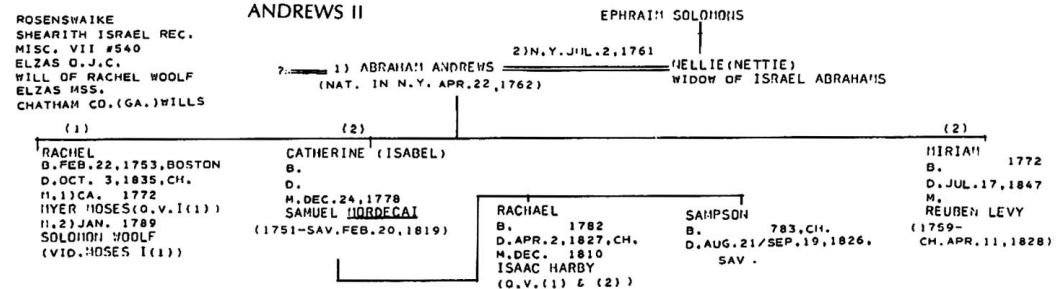 ANDREWS II
ROSENSWAIKE
SHEARITH ISRAEL REC.
MISC. VII #540
ELZAS O.J.C.
WILL OF RACHEL WOOLF
ELZAS MSS.
CHATHAM CO.(GA.)WILLS
EPHRAIM SOLOMONS
2)N.Y.JUL.2,1761
?
1) ABRAHAM ANDREWS
(NAT. IN N.Y. APR.22,1762)
NELLIE(NETTIE)
WIDOW OF ISRAEL ABRAHAMS
(1)
RACHEL
B.FEB.22,1753,BOSTON
D.OCT. 3,1835,CH.
M.1)CA. 1772
MYER MOSES(Q.V.I(1))
M.2)JAN. 1789
SOLOMON WOOLF
(VID.MOSES I(1))
(2)
CATHERINE (ISABEL)
B.
D.
M.DEC.24,1778
SAMUEL MORDECAI
(1751-SAV.FEB.20,1819)
RACHAEL
B. 1782
D.APR.2,1827,CH.
M.DEC. 1810
ISAAC HARBY
(Q.V.(1) & (2))
SAMPSON
B. 783,CH.
D.AUG.21/SEP.19,1826,
SAV.
(2)
MIRIAM
B. 1772
D.JUL.17,1847
M.
REUBEN LEVY
(1759-
CH.APR.11,1828)